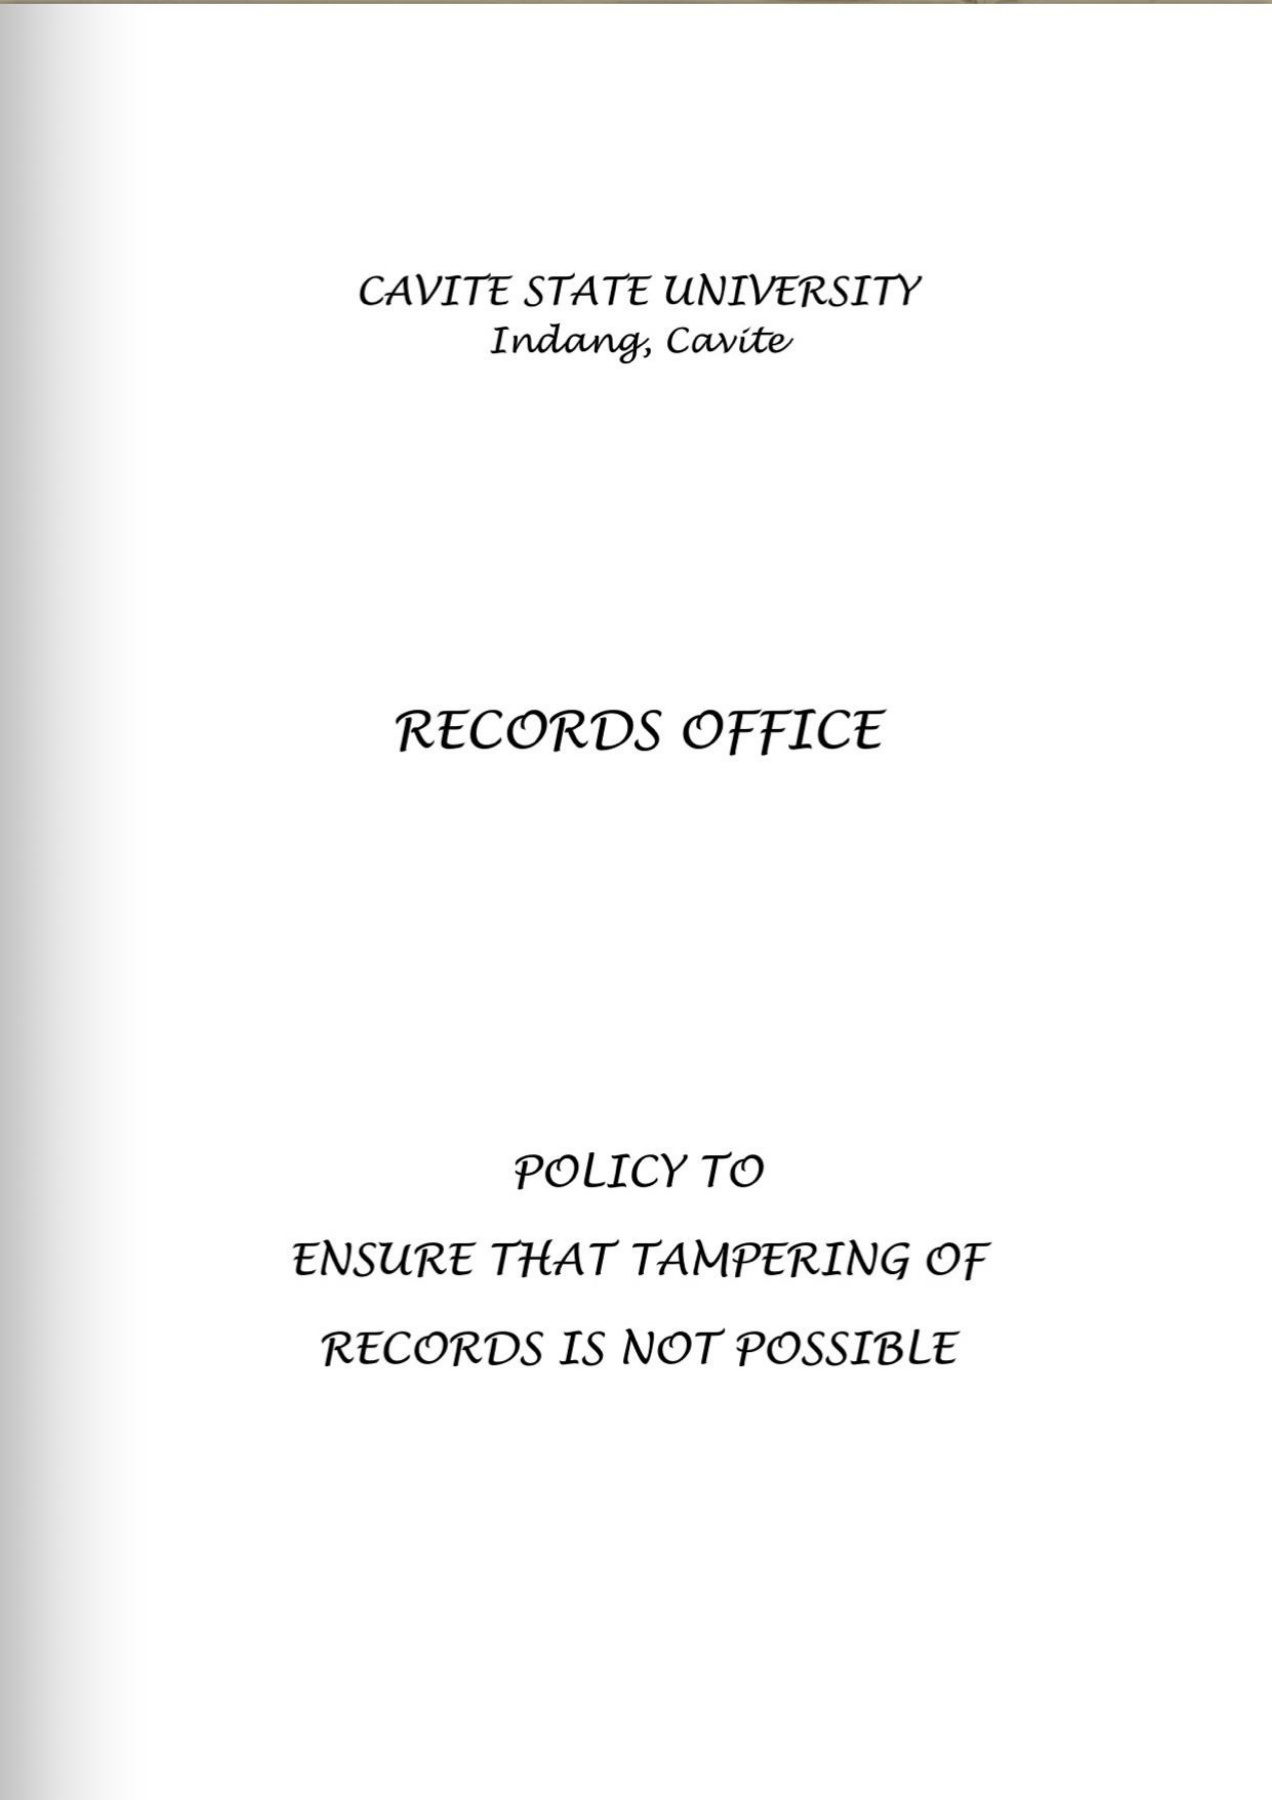 CAVITE STATE UNIVERSITY
Indang, Cavite
RECORDS OFFICE
POLICY TO
ENSURE THAT TAMPERING OF
RECORDS IS NOT POSSIBLE